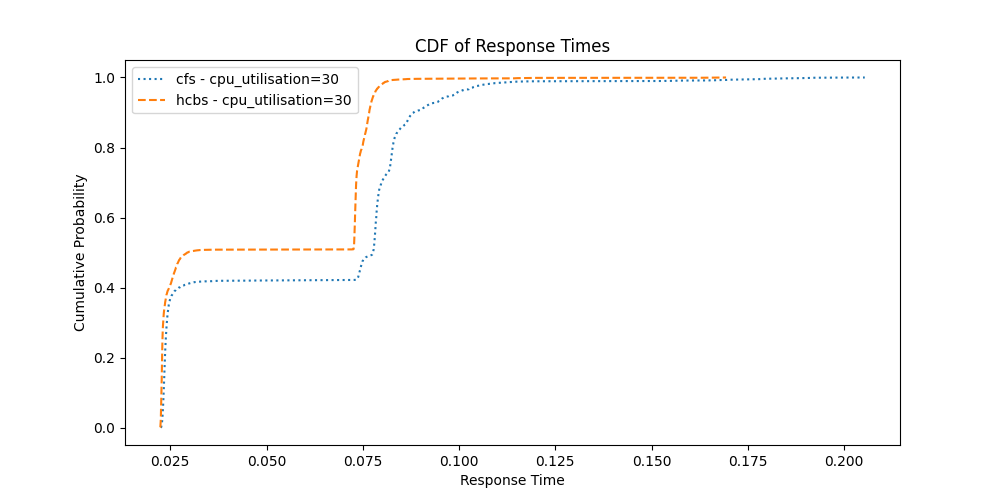 CDF of Response Times
cfs - cpu_utilisation=30
hcbs - cpu_utilisation=30
Cumulative Probability
1.0
0.8
0.6
0.4
0.2
0.0
0.025
0.050
0.075
0.100
0.125
0.150
0.175
0.200
Response Time